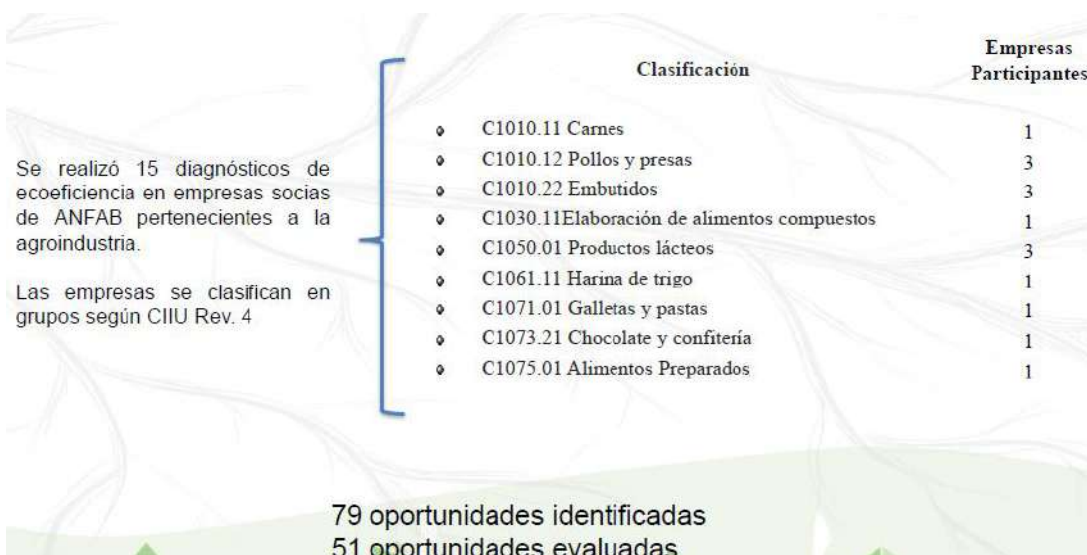 Se realizó 15 diagnósticos de
ecoeficiencia en empresas socias
de ANFAB pertenecientes a la
agroindustria.
Las empresas se clasifican en
grupos según CIIU Rev. 4
Clasificación
Empresas
Participantes
C1010.11 Carnes 1
C1010.12 Pollos y presas 3
C1010.22 Embutidos 3
C1030.11Elaboración de alimentos compuestos 1
C1050.01 Productos lácteos 3
C1061.11 Harina de trigo 1
C1071.01 Galletas y pastas 1
C1073.21 Chocolate y confitería 1
C1075.01 Alimentos Preparados 1
79 oportunidades identificadas
51 oportunidades evaluadas